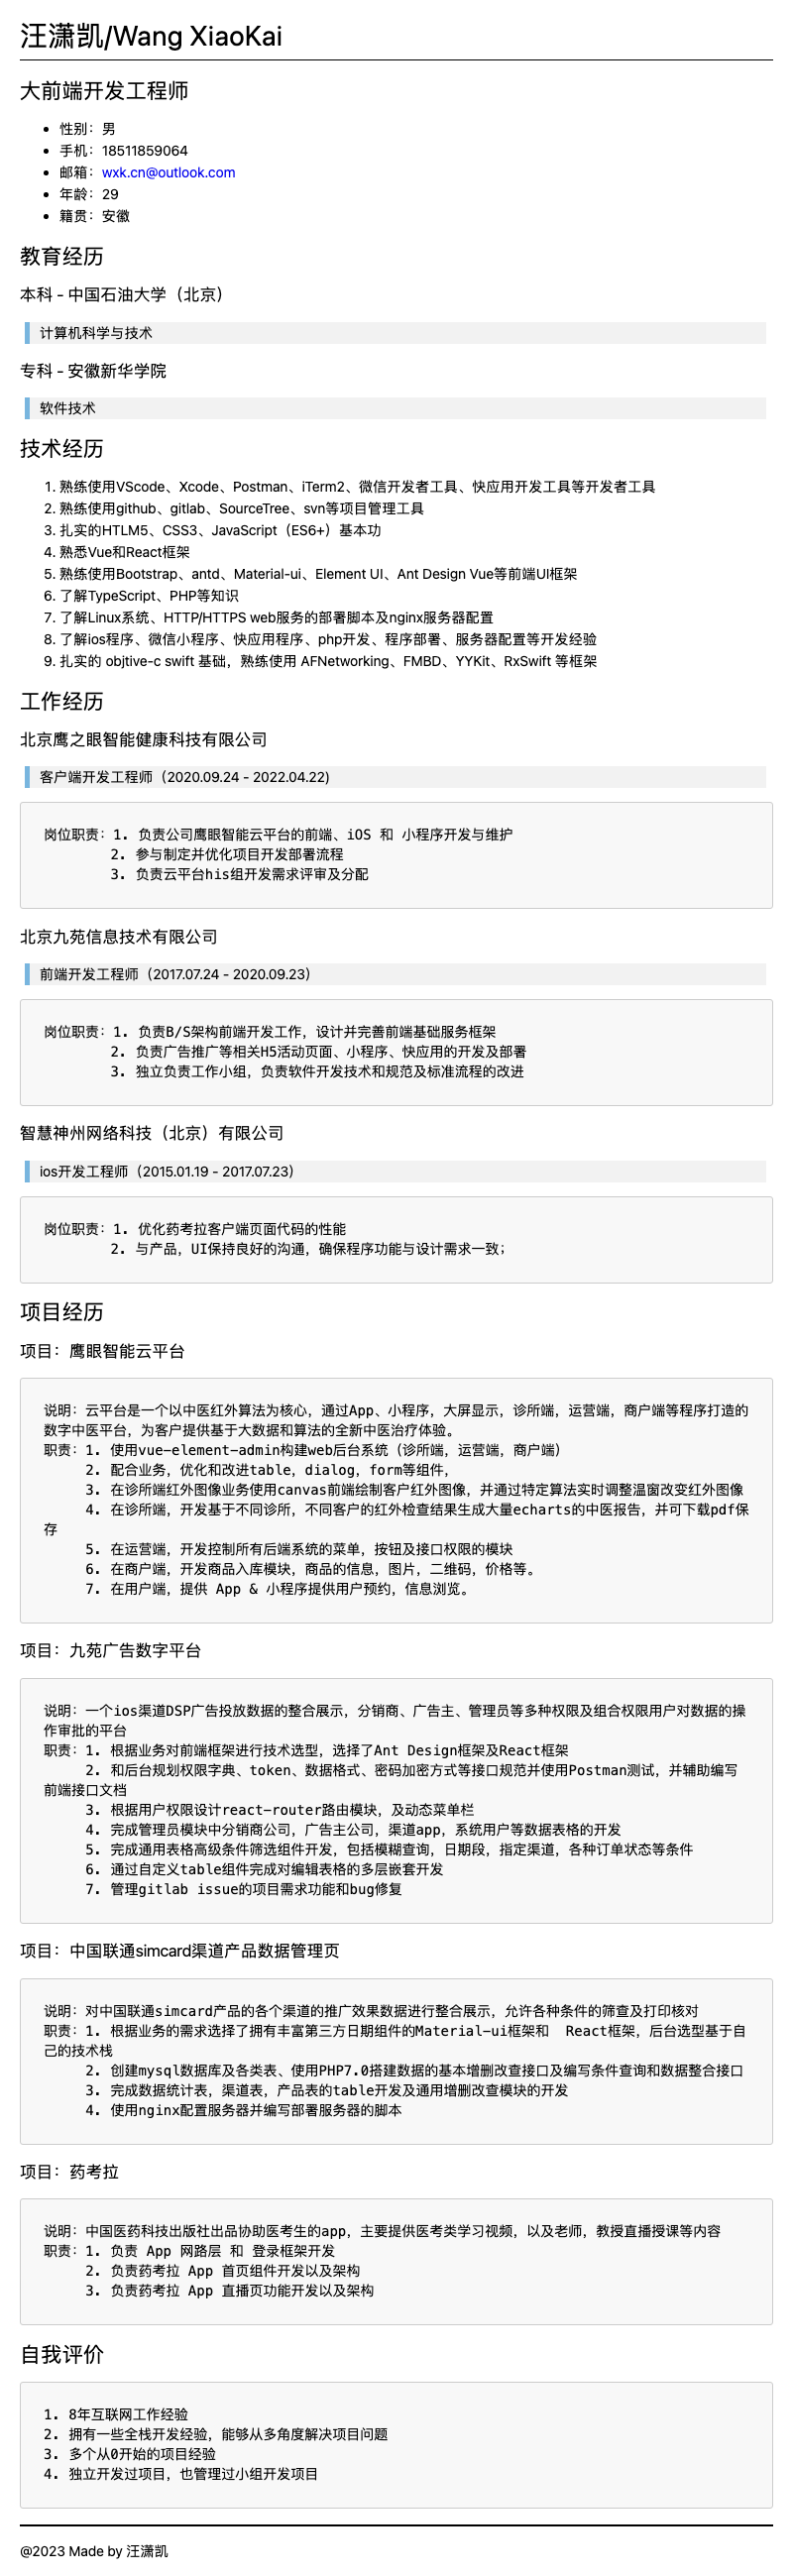 汪潇凯/Wang XiaoKai
大前端开发工程师
性别：男
手机：18511859064
邮箱：wxk.cn@outlook.com
年龄：29
籍贯：安徽
教育经历
本科 - 中国石油大学（北京）
计算机科学与技术
专科 - 安徽新华学院
软件技术
技术经历
1. 熟练使用VScode、Xcode、Postman、iTerm2、微信开发者工具、快应用开发工具等开发者工具
2. 熟练使用github、gitlab、SourceTree、svn等项目管理工具
3. 扎实的HTLM5、CSS3、JavaScript（ES6+）基本功
4. 熟悉Vue和React框架
5. 熟练使用Bootstrap、antd、Material-ui、Element UI、Ant Design Vue等前端UI框架
6. 了解TypeScript、PHP等知识
7. 了解Linux系统、HTTP/HTTPS web服务的部署脚本及nginx服务器配置
8. 了解ios程序、微信小程序、快应用程序、php开发、程序部署、服务器配置等开发经验
9. 扎实的 objtive-c swift 基础，熟练使用 AFNetworking、FMBD、YYKit、RxSwift 等框架
工作经历
北京鹰之眼智能健康科技有限公司
客户端开发工程师（2020.09.24 - 2022.04.22)
岗位职责：1. 负责公司鹰眼智能云平台的前端、iOS 和 小程序开发与维护
2. 参与制定并优化项目开发部署流程
3. 负责云平台his组开发需求评审及分配
北京九苑信息技术有限公司
前端开发工程师（2017.07.24 - 2020.09.23）
岗位职责：1. 负责B/S架构前端开发工作，设计并完善前端基础服务框架
2. 负责广告推广等相关H5活动页面、小程序、快应用的开发及部署
3. 独立负责工作小组，负责软件开发技术和规范及标准流程的改进
智慧神州网络科技（北京）有限公司
ios开发工程师（2015.01.19 - 2017.07.23）
岗位职责：1. 优化药考拉客户端页面代码的性能
2. 与产品，UI保持良好的沟通，确保程序功能与设计需求一致；
项目经历
项目：鹰眼智能云平台
说明：云平台是一个以中医红外算法为核心，通过App、小程序，大屏显示，诊所端，运营端，商户端等程序打造的
数字中医平台，为客户提供基于大数据和算法的全新中医治疗体验。
职责：1. 使用vue-element-admin构建web后台系统（诊所端，运营端，商户端）
2. 配合业务，优化和改进table，dialog，form等组件，
3. 在诊所端红外图像业务使用canvas前端绘制客户红外图像，并通过特定算法实时调整温窗改变红外图像
4. 在诊所端，开发基于不同诊所，不同客户的红外检查结果生成大量echarts的中医报告，并可下载pdf保
存
5. 在运营端，开发控制所有后端系统的菜单，按钮及接口权限的模块
6. 在商户端，开发商品入库模块，商品的信息，图片，二维码，价格等。
7. 在用户端，提供 App & 小程序提供用户预约，信息浏览。
项目：九苑广告数字平台
说明：一个ios渠道DSP广告投放数据的整合展示，分销商、广告主、管理员等多种权限及组合权限用户对数据的操
作审批的平台
职责：1. 根据业务对前端框架进行技术选型，选择了Ant Design框架及React框架
2. 和后台规划权限字典、token、数据格式、密码加密方式等接口规范并使用Postman测试，并辅助编写
前端接口文档
3. 根据用户权限设计react-router路由模块，及动态菜单栏
4. 完成管理员模块中分销商公司，广告主公司，渠道app，系统用户等数据表格的开发
5. 完成通用表格高级条件筛选组件开发，包括模糊查询，日期段，指定渠道，各种订单状态等条件
6. 通过自定义table组件完成对编辑表格的多层嵌套开发
7. 管理gitlab issue的项目需求功能和bug修复
项目：中国联通simcard渠道产品数据管理页
说明：对中国联通simcard产品的各个渠道的推广效果数据进行整合展示，允许各种条件的筛查及打印核对
职责：1. 根据业务的需求选择了拥有丰富第三方日期组件的Material-ui框架和  React框架，后台选型基于自
己的技术栈
2. 创建mysql数据库及各类表、使用PHP7.0搭建数据的基本增删改查接口及编写条件查询和数据整合接口
3. 完成数据统计表，渠道表，产品表的table开发及通用增删改查模块的开发
4. 使用nginx配置服务器并编写部署服务器的脚本
项目：药考拉
说明：中国医药科技出版社出品协助医考生的app，主要提供医考类学习视频，以及老师，教授直播授课等内容
职责：1. 负责 App 网路层 和 登录框架开发
2. 负责药考拉 App 首页组件开发以及架构
3. 负责药考拉 App 直播页功能开发以及架构
自我评价
1. 8年互联网工作经验
2. 拥有一些全栈开发经验，能够从多角度解决项目问题
3. 多个从0开始的项目经验
4. 独立开发过项目，也管理过小组开发项目
@2023 Made by 汪潇凯